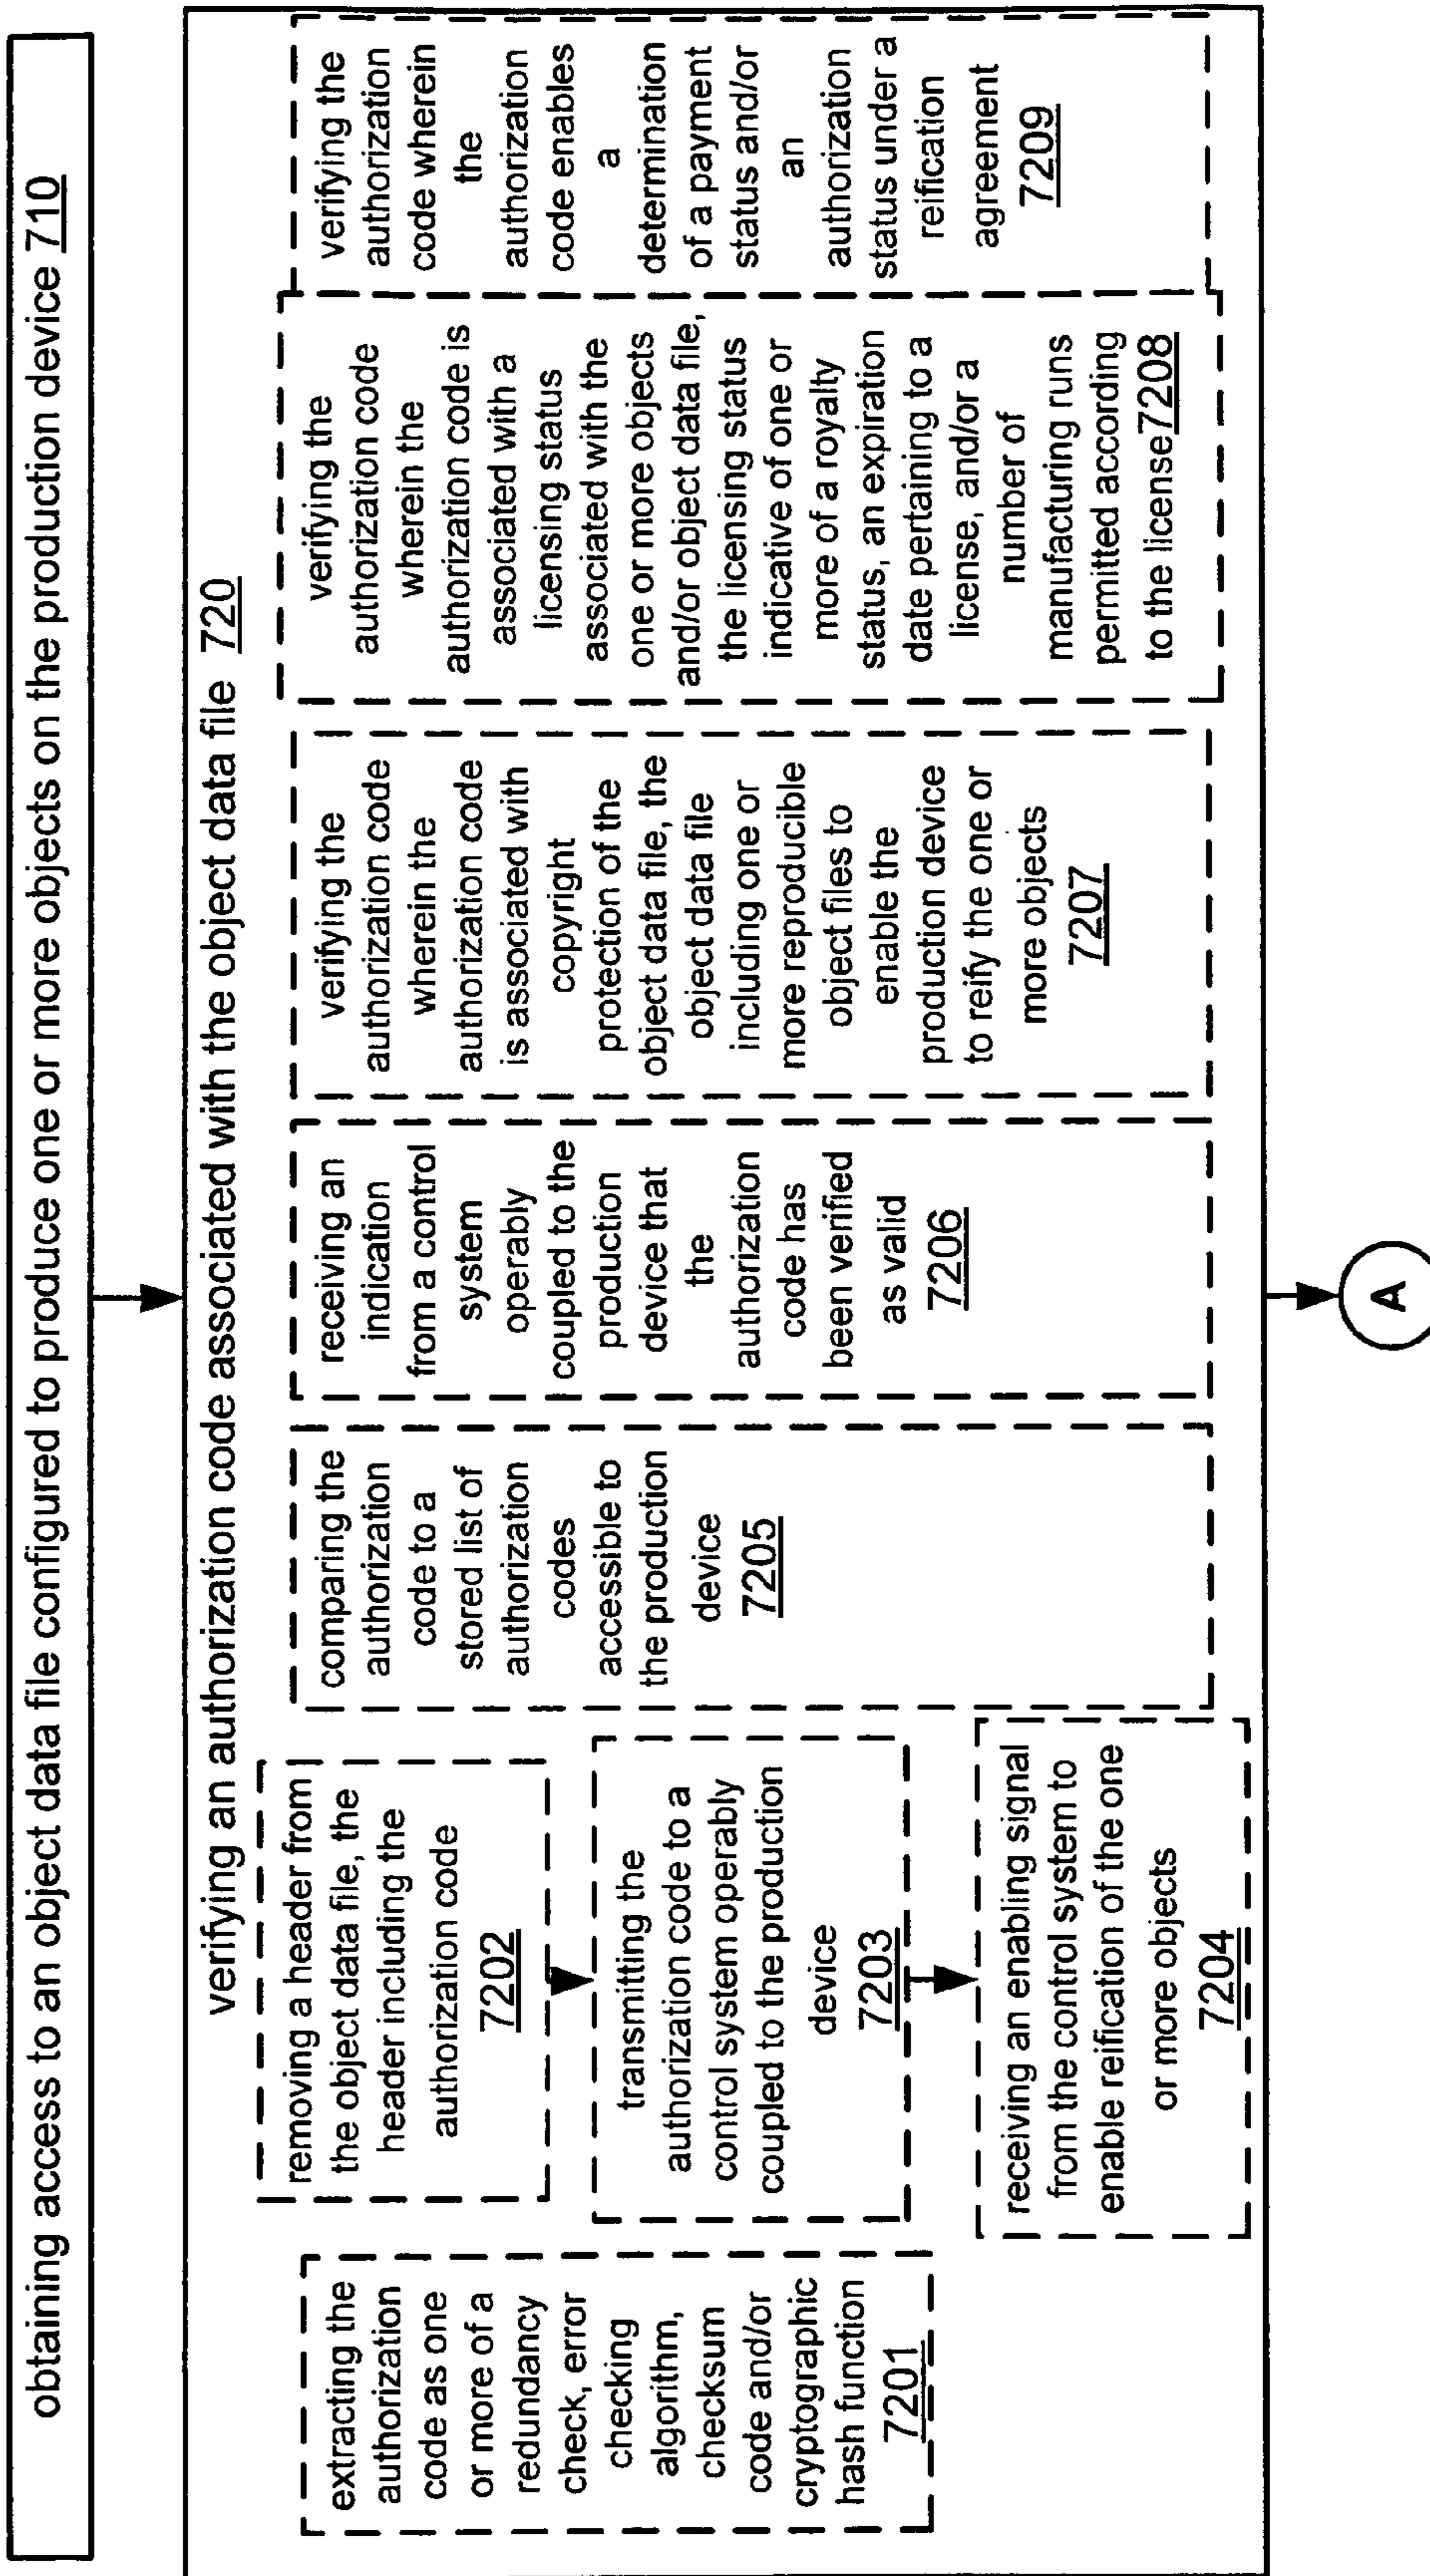 obtaining access to an object data file configured to produce one or more objects on the production device 710
verifying an authorization code associated with the object data file 720
extracting the
authorization
code as one
or more of a
redundancy
check, error
checking
algorithm,
checksum
code and/or
cryptographic
hash function
7201
removing a header from
the object data file, the
header including the
authorization code
7202
transmitting the
authorization code to a
control system operably
coupled to the production
device
7203
receiving an enabling signal
from the control system to
enable reification of the one
or more objects
7204
comparing the
authorization
code to a
stored list of
authorization
codes
accessible to
the production
device
7205
receiving an
indication
from a control
system
operably
coupled to the
production
device that
the
authorization
code has
been verified
as valid
7206
verifying the
authorization code
wherein the
authorization code
is associated with
copyright
protection of the
object data file, the
object data file
including one or
more reproducible
object files to
enable the
production device
to reify the one or
more objects
7207
verifying the
authorization code
wherein the
authorization code is
associated with a
licensing status
associated with the
one or more objects
and/or object data file,
the licensing status
indicative of one or
more of a royalty
status, an expiration
date pertaining to a
license, and/or a
number of
manufacturing runs
permitted according
to the license7208
verifying the
authorization
code wherein
the
authorization
code enables
a
determination
of a payment
status and/or
an
authorization
status under a
reification
agreement
7209
A